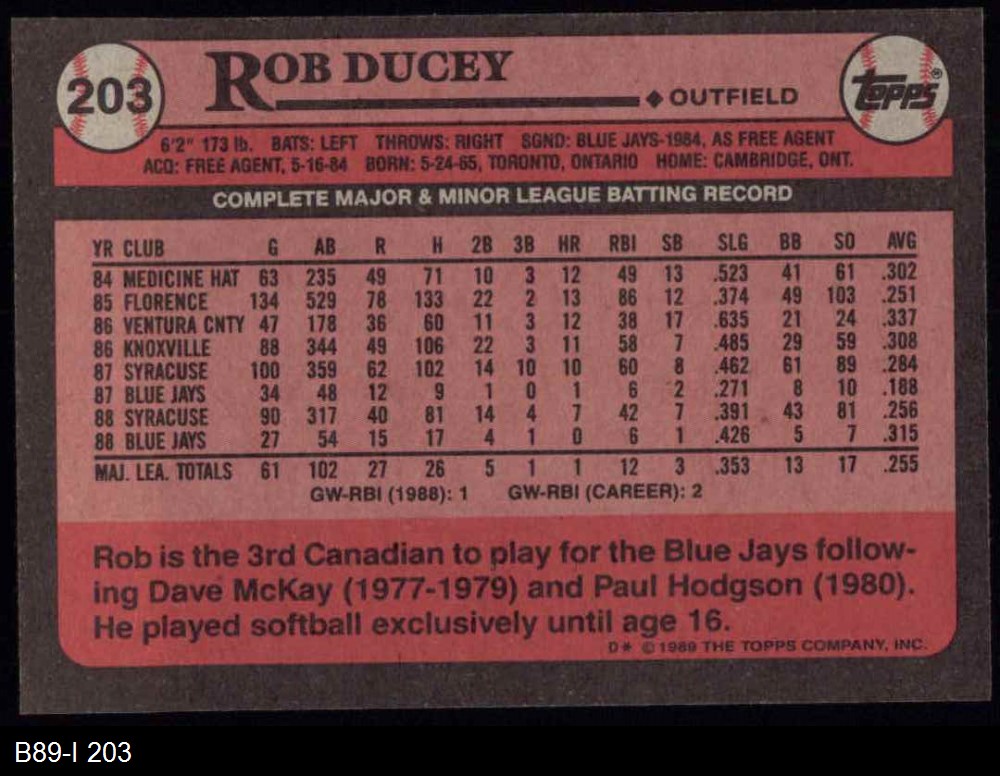 203
ROB DUCEY
◆ OUTFIELD
topps®
6'2" 173 lb. BATS: LEFT THROWS: RIGHT SGND: BLUE JAYS-1984, AS FREE AGENT
ACQ: FREE AGENT, 5-16-84 BORN: 5-24-65, TORONTO, ONTARIO HOME: CAMBRIDGE, ONT.
COMPLETE MAJOR & MINOR LEAGUE BATTING RECORD
YR CLUB G AB R H 2B 3B HR RBI SB SLG BB SO AVG
84 MEDICINE HAT 63 235 49 71 10 3 12 49 13 .523 41 61 .302
85 FLORENCE 134 529 78 133 22 2 13 86 12 .374 49 103 .251
86 VENTURA CNTY 47 178 36 60 11 3 12 38 17 .635 21 24 .337
86 KNOXVILLE 88 344 49 106 22 3 11 58 7 .485 29 59 .308
87 SYRACUSE 100 359 62 102 14 10 10 60 8 .462 61 89 .284
87 BLUE JAYS 34 48 12 9 1 0 1 6 2 .271 8 10 .188
88 SYRACUSE 90 317 40 81 14 4 7 42 7 .391 43 81 .256
88 BLUE JAYS 27 54 15 17 4 1 0 6 1 .426 5 7 .315
MAJ. LEA. TOTALS 61 102 27 26 5 1 1 12 3 .353 13 17 .255
GW-RBI (1988): 1 GW-RBI (CAREER): 2
Rob is the 3rd Canadian to play for the Blue Jays follow-
ing Dave McKay (1977-1979) and Paul Hodgson (1980).
He played softball exclusively until age 16.
D* © 1989 THE TOPPS COMPANY, INC.
B89-I 203